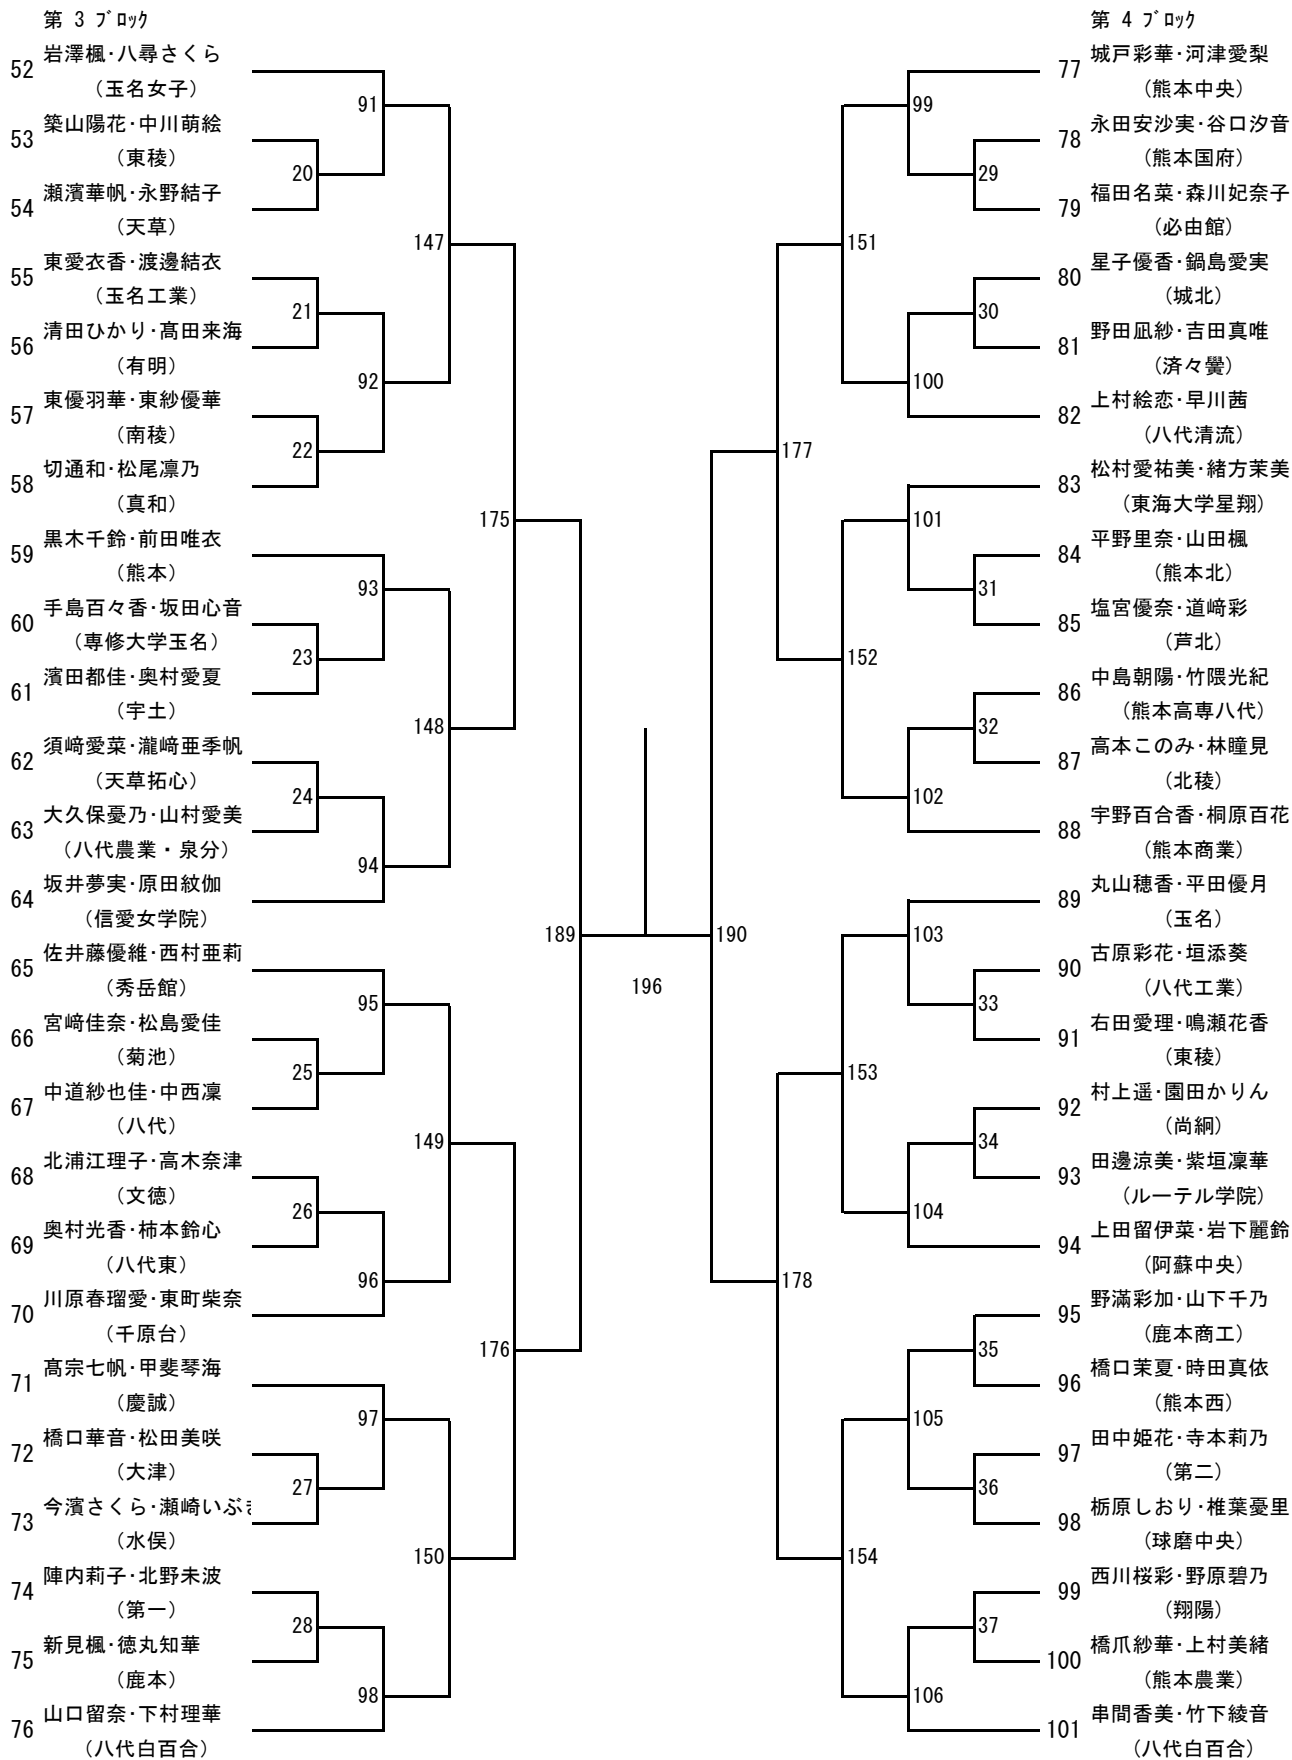 第 3 ﾌﾞﾛｯｸ
52 岩澤楓･八尋さくら
(玉名女子)
53 築山陽花･中川萌絵
(東稜)
54 瀬濱華帆･永野結子
(天草)
55 東愛衣香･渡邊結衣
(玉名工業)
56 清田ひかり･髙田来海
(有明)
57 東優羽華･東紗優華
(南稜)
58 切通和･松尾凛乃
(真和)
59 黒木千鈴･前田唯衣
(熊本)
60 手島百々香･坂田心音
(専修大学玉名)
61 濱田都佳･奥村愛夏
(宇土)
62 須﨑愛菜･瀧﨑亜季帆
(天草拓心)
63 大久保憂乃･山村愛美
(八代農業・泉分)
64 坂井夢実･原田紋伽
(信愛女学院)
65 佐井藤優維･西村亜莉
(秀岳館)
66 宮﨑佳奈･松島愛佳
(菊池)
67 中道紗也佳･中西凜
(八代)
68 北浦江理子･高木奈津
(文徳)
69 奥村光香･柿本鈴心
(八代東)
70 川原春瑠愛･東町柴奈
(千原台)
71 髙宗七帆･甲斐琴海
(慶誠)
72 橋口華音･松田美咲
(大津)
73 今濱さくら･瀬崎いぶ
(水俣)
74 陣内莉子･北野未波
(第一)
75 新見楓･徳丸知華
(鹿本)
76 山口留奈･下村理華
(八代白百合)
91
20
147
21
92
22
175
93
23
148
24
94
189
95
25
149
26
96
176
97
27
150
28
98
196
第 4 ﾌﾞﾛｯｸ
77 城戸彩華･河津愛梨
(熊本中央)
78 永田安沙実･谷口汐音
(熊本国府)
79 福田名菜･森川妃奈子
(必由館)
80 星子優香･鍋島愛実
(城北)
81 野田凪紗･吉田真唯
(済々黌)
82 上村絵恋･早川茜
(八代清流)
83 松村愛祐美･緒方茉美
(東海大学星翔)
84 平野里奈･山田楓
(熊本北)
85 塩宮優奈･道﨑彩
(芦北)
86 中島朝陽･竹隈光紀
(熊本高専八代)
87 高本このみ･林瞳見
(北稜)
88 宇野百合香･桐原百花
(熊本商業)
89 丸山穂香･平田優月
(玉名)
90 古原彩花･垣添葵
(八代工業)
91 右田愛理･鳴瀬花香
(東稜)
92 村上遥･園田かりん
(尚絅)
93 田邊涼美･紫垣凜華
(ルーテル学院)
94 上田留伊菜･岩下麗鈴
(阿蘇中央)
95 野満彩加･山下千乃
(鹿本商工)
96 橋口茉夏･時田真依
(熊本西)
97 田中姫花･寺本莉乃
(第二)
98 栃原しおり･椎葉憂里
(球磨中央)
99 西川桜彩･野原碧乃
(翔陽)
100 橋爪紗華･上村美緒
(熊本農業)
101 串間香美･竹下綾音
(八代白百合)
99
29
151
30
100
177
101
31
152
32
102
190
103
33
153
34
104
178
35
105
36
154
37
106